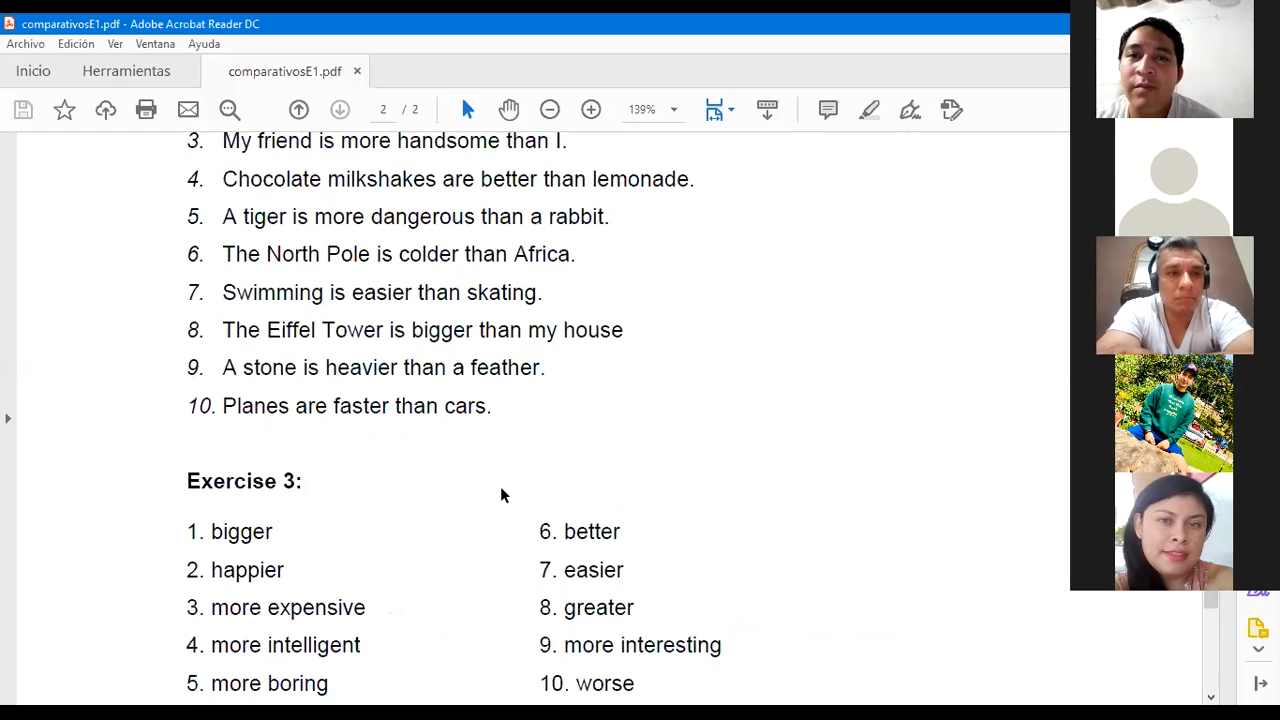 comparativosE1.pdf - Adobe Acrobat Reader DC
Archivo Edición Ver Ventana Ayuda
Inicio Herramientas comparativosE1.pdf ×
2 / 2 139%
3. My friend is more handsome than I.
4. Chocolate milkshakes are better than lemonade.
5. A tiger is more dangerous than a rabbit.
6. The North Pole is colder than Africa.
7. Swimming is easier than skating.
8. The Eiffel Tower is bigger than my house
9. A stone is heavier than a feather.
10. Planes are faster than cars.
Exercise 3:
1. bigger 6. better
2. happier 7. easier
3. more expensive 8. greater
4. more intelligent 9. more interesting
5. more boring 10. worse